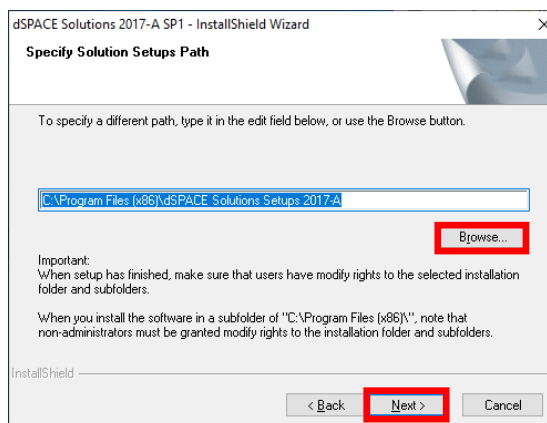 dSPACE Solutions 2017-A SP1 - InstallShield Wizard
Specify Solution Setups Path
To specify a different path, type it in the edit field below, or use the Browse button.
C:\Program Files (x86)\dSPACE Solutions Setups 2017-A
Browse...
Important:
When setup has finished, make sure that users have modify rights to the selected installation
folder and subfolders.
When you install the software in a subfolder of "C:\Program Files (x86)\", note that
non-administrators must be granted modify rights to the installation folder and subfolders.
InstallShield
< Back
Next >
Cancel